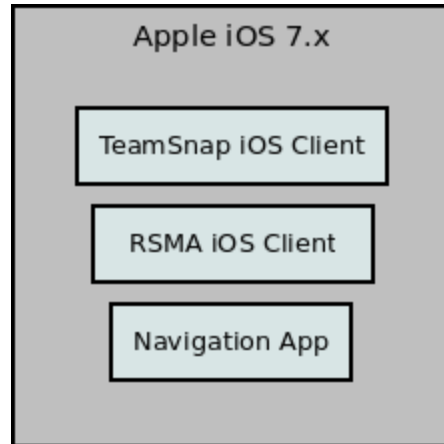 Apple iOS 7.x
TeamSnap iOS Client
RSMA iOS Client
Navigation App